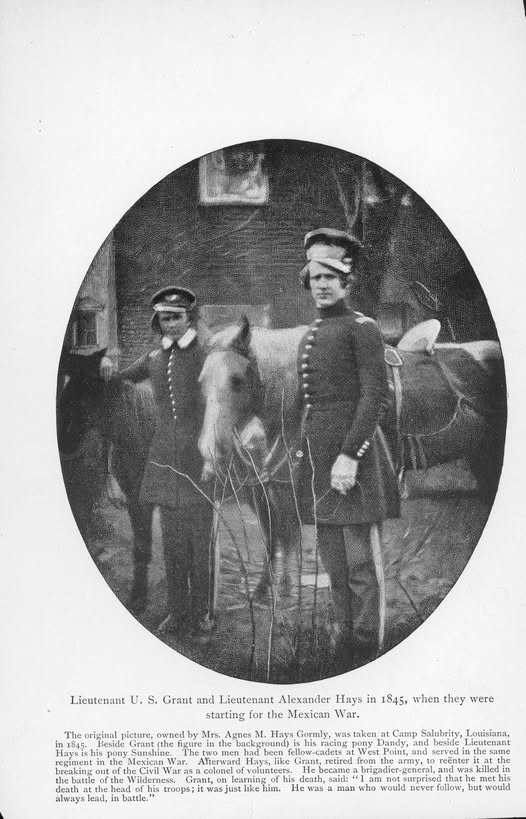 Lieutenant U. S. Grant and Lieutenant Alexander Hays in 1845, when they were
starting for the Mexican War.
The original picture, owned by Mrs. Agnes M. Hays Gormly, was taken at Camp Salubrity, Louisiana,
in 1845. Beside Grant (the figure in the background) is his racing pony Dandy, and beside Lieutenant
Hays is his pony Sunshine. The two men had been fellow-cadets at West Point, and served in the same
regiment in the Mexican War. Afterward Hays, like Grant, retired from the army, to reënter it at the
breaking out of the Civil War as a colonel of volunteers. He became a brigadier-general, and was killed in
the battle of the Wilderness. Grant, on learning of his death, said: "I am not surprised that he met his
death at the head of his troops; it was just like him. He was a man who would never follow, but would
always lead, in battle."